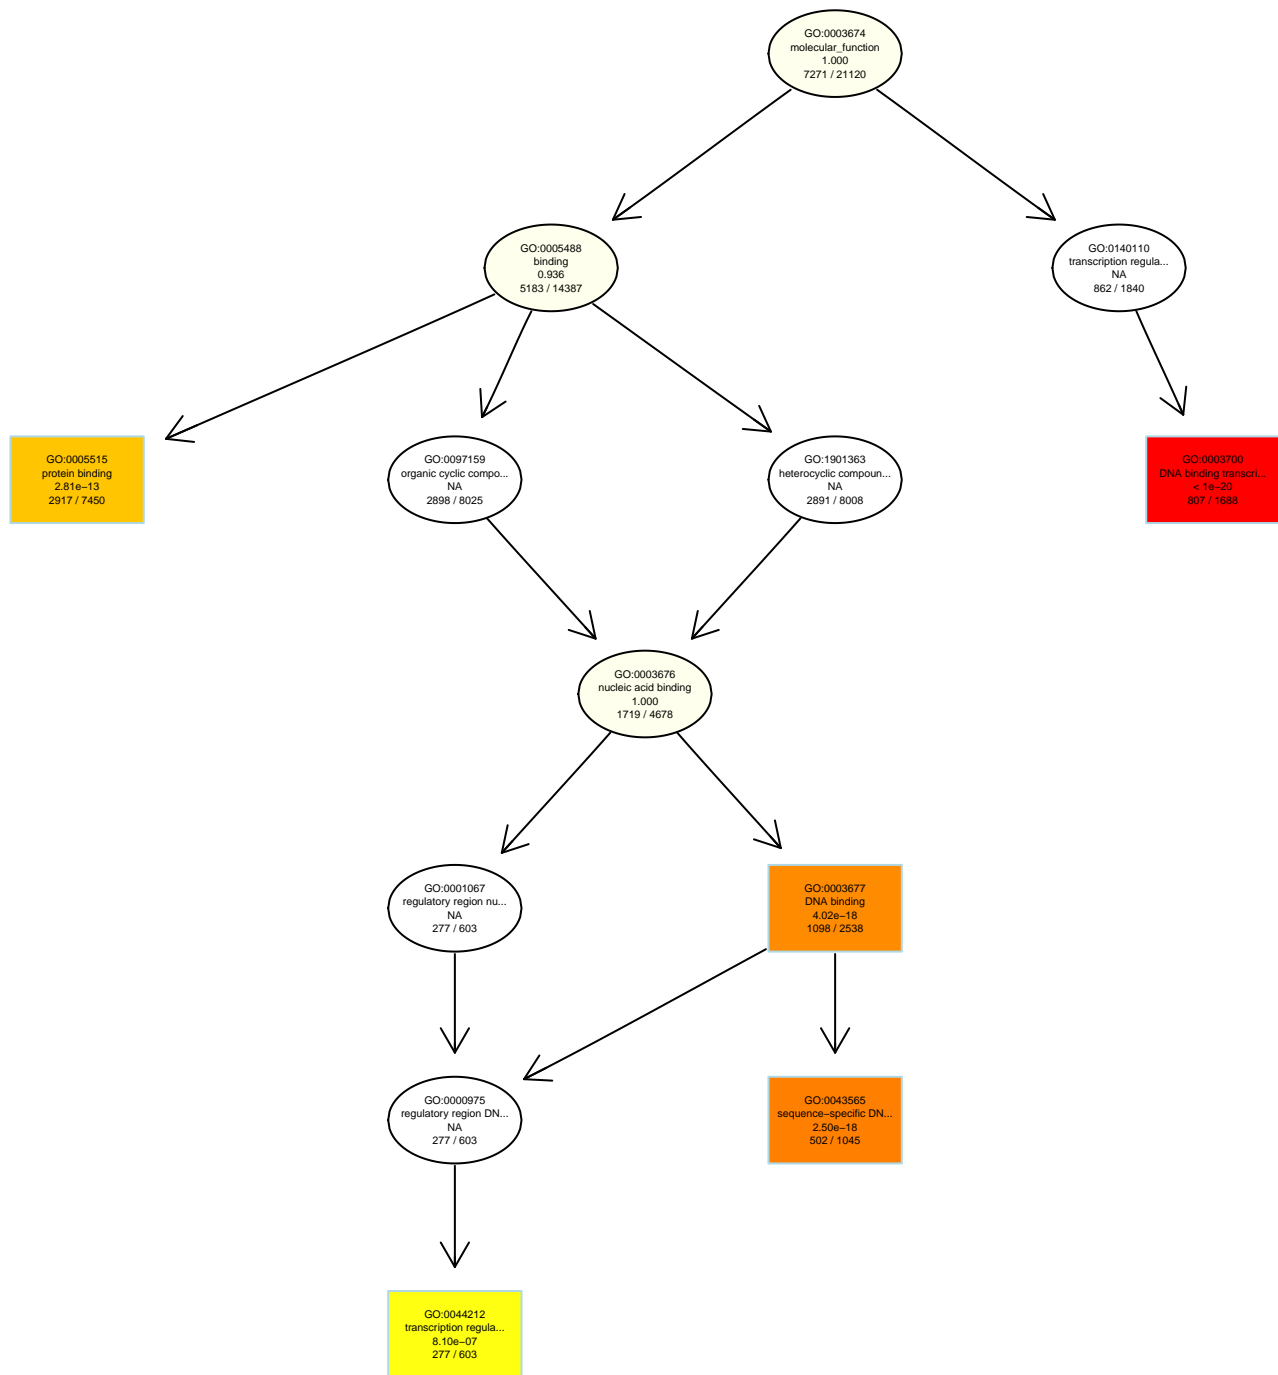 GO:0003674
molecular_function
1.000
7271 / 21120
GO:0005488
binding
0.936
5183 / 14387
GO:0140110
transcription regula...
NA
862 / 1840
GO:0005515
protein binding
2.81e−13
2917 / 7450
GO:0097159
organic cyclic compo...
NA
2898 / 8025
GO:1901363
heterocyclic compoun...
NA
2891 / 8008
GO:0003700
DNA binding transcri...
< 1e−20
807 / 1688
GO:0003676
nucleic acid binding
1.000
1719 / 4678
GO:0001067
regulatory region nu...
NA
277 / 603
GO:0003677
DNA binding
4.02e−18
1098 / 2538
GO:0000975
regulatory region DN...
NA
277 / 603
GO:0043565
sequence−specific DN...
2.50e−18
502 / 1045
GO:0044212
transcription regula...
8.10e−07
277 / 603